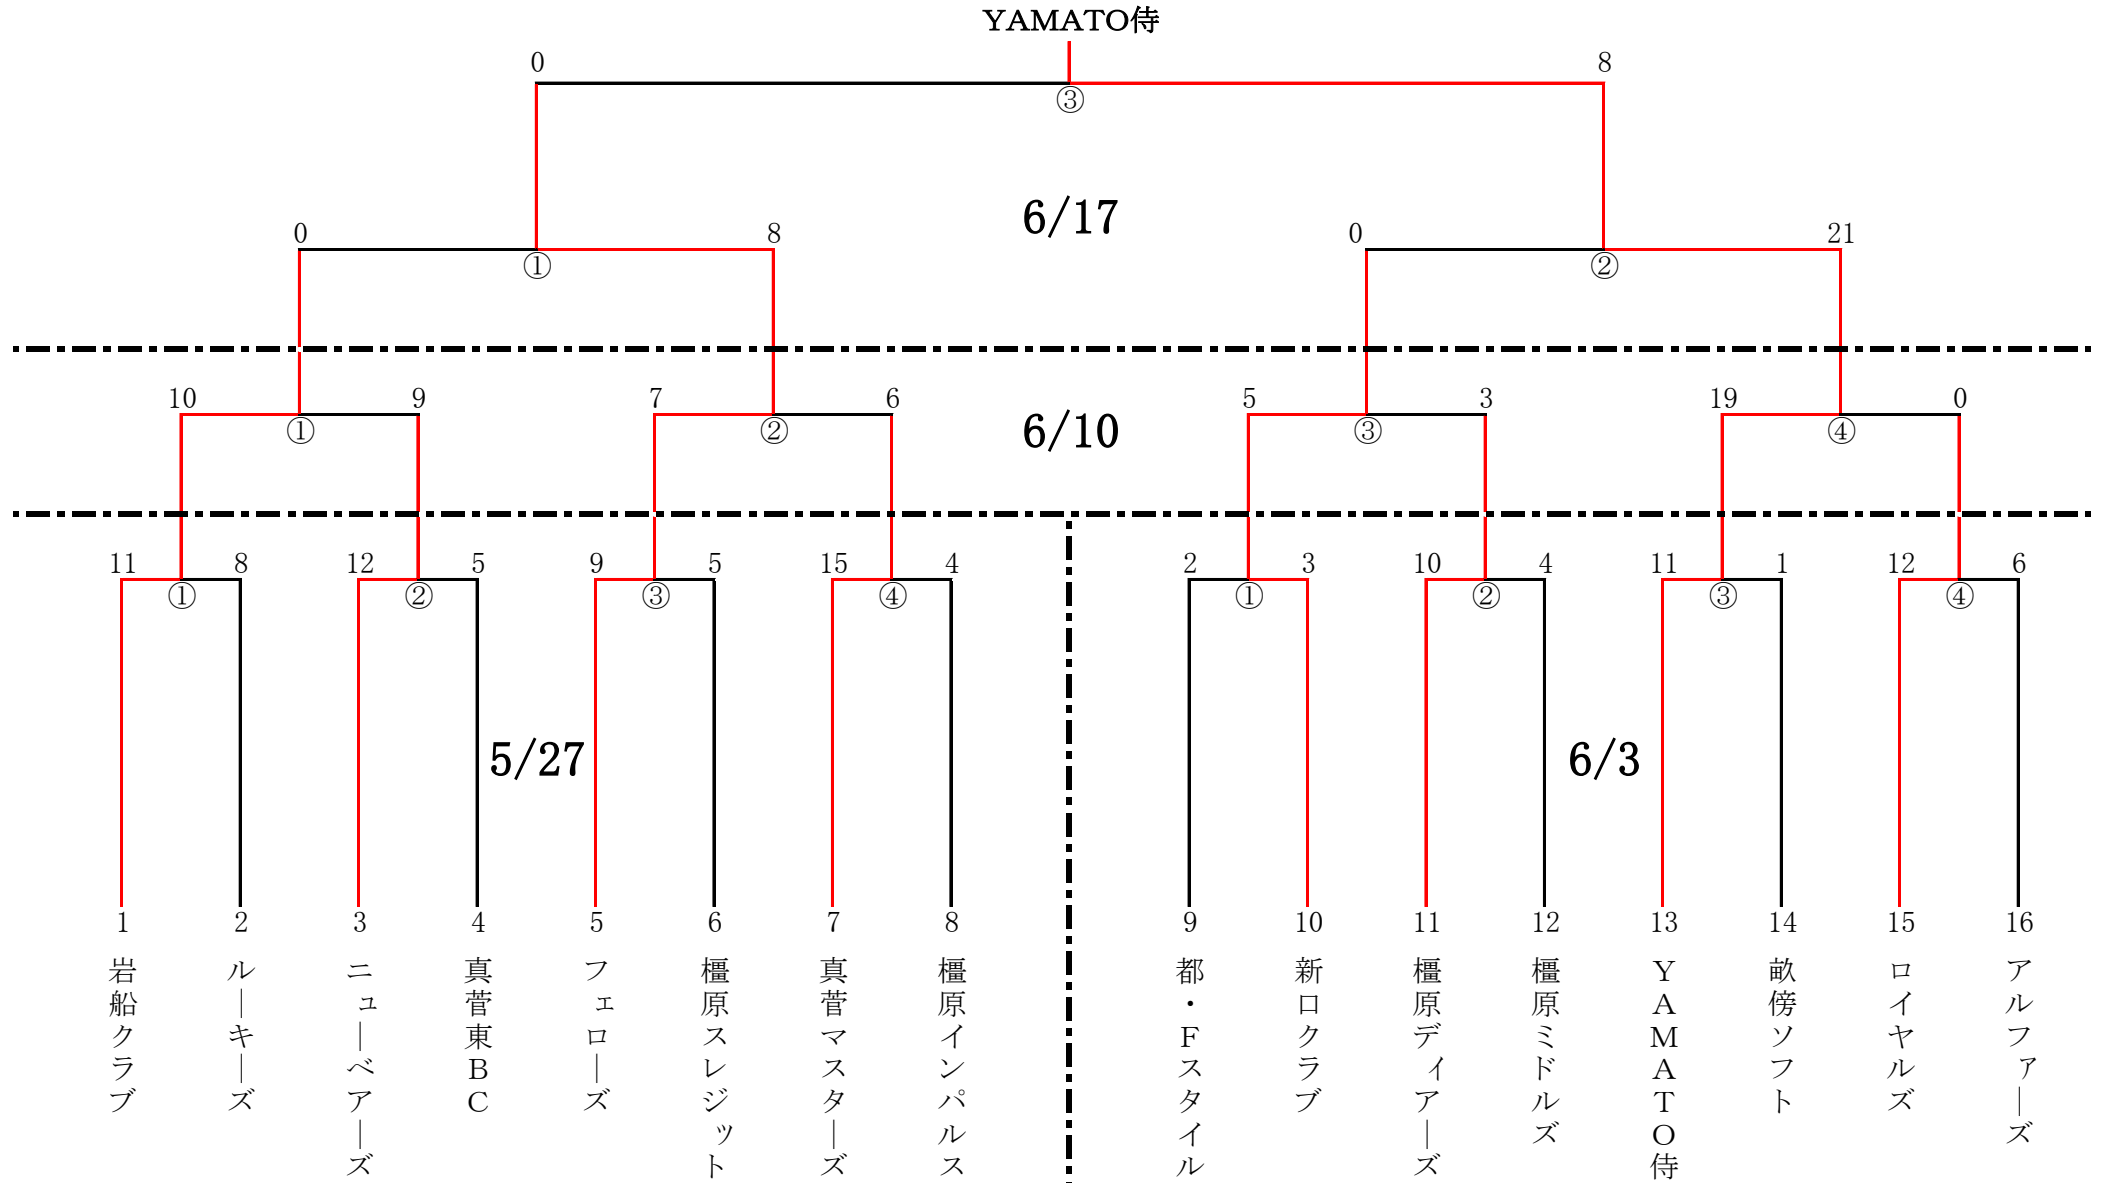 YAMATO侍
0 8
③
6/17
0 8 0 21
① ②
10 9 7 6 5 3 19 0
6/10
① ② ③ ④
11 8 12 5 9 5 15 4 2 3 10 4 11 1 12 6
① ② ③ ④ ① ② ③ ④
5/27 6/3
1 2 3 4 5 6 7 8 9 10 11 12 13 14 15 16
岩船クラブ
ルーキーズ
ニューベアーズ
真菅東BC
フェローズ
橿原スレジット
真菅マスターズ
橿原インパルス
都・Fスタイル
新ロクラブ
橿原ディアーズ
橿原ミドルズ
YAMATO侍
畝傍ソフト
ロイヤルズ
アルファーズ